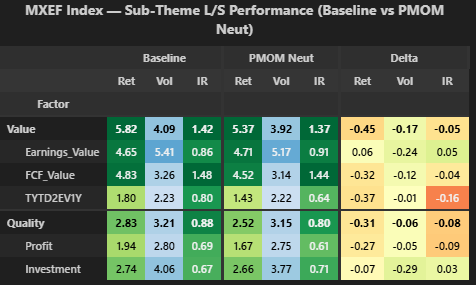 MXEF Index — Sub-Theme L/S Performance (Baseline vs PMOM
Neut)
Baseline PMOM Neut Delta
Ret Vol IR Ret Vol IR Ret Vol IR
Factor
Value 5.82 4.09 1.42 5.37 3.92 1.37 -0.45 -0.17 -0.05
Earnings_Value 4.65 5.41 0.86 4.71 5.17 0.91 0.06 -0.24 0.05
FCF_Value 4.83 3.26 1.48 4.52 3.14 1.44 -0.32 -0.12 -0.04
TYTD2EV1Y 1.80 2.23 0.80 1.43 2.22 0.64 -0.37 -0.01 -0.16
Quality 2.83 3.21 0.88 2.52 3.15 0.80 -0.31 -0.06 -0.08
Profit 1.94 2.80 0.69 1.67 2.75 0.61 -0.27 -0.05 -0.09
Investment 2.74 4.06 0.67 2.66 3.77 0.71 -0.07 -0.29 0.03